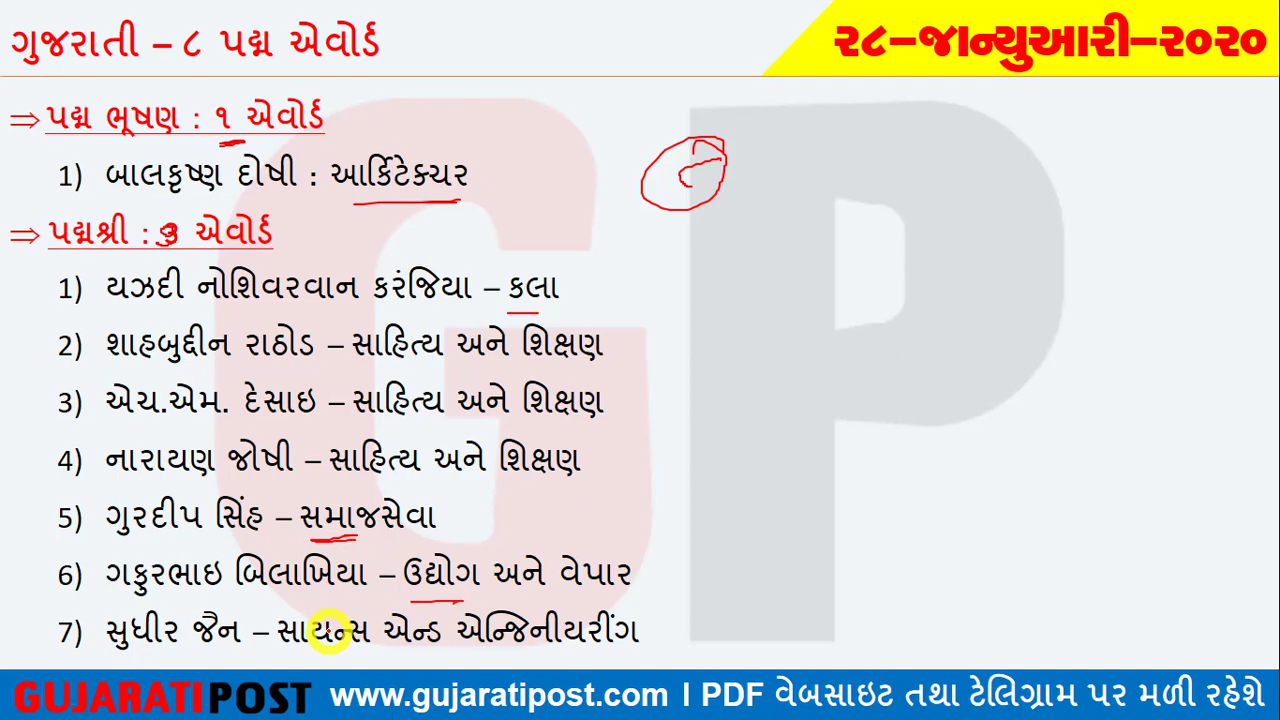 ગુજરાતી – ૮ પદ્મ એવોર્ડ
૨૮-જાન્યુઆરી-૨૦૨૦
⇒ પદ્મ ભૂષણ : ૧ એવોર્ડ
1) બાલકૃષ્ણ દોષી : આર્કિટેક્ચર
⇒ પદ્મશ્રી : એવોર્ડ
1) યઝદી નોશિવરવાન કરંજિયા – કલા
2) શાહબુદ્દીન રાઠોડ – સાહિત્ય અને શિક્ષણ
3) એચ.એમ. દેસાઇ – સાહિત્ય અને શિક્ષણ
4) નારાયણ જોષી – સાહિત્ય અને શિક્ષણ
5) ગુરદીપ સિંહ – સમાજસેવા
6) ગફુરભાઇ બિલાખિયા – ઉદ્યોગ અને વેપાર
7) સુધીર જૈન – સાયન્સ એન્ડ એન્જિનીયરીંગ
GP
GUJARATIPOST www.gujaratipost.com l PDF વેબસાઇટ તથા ટેલિગ્રામ પર મળી રહેશે